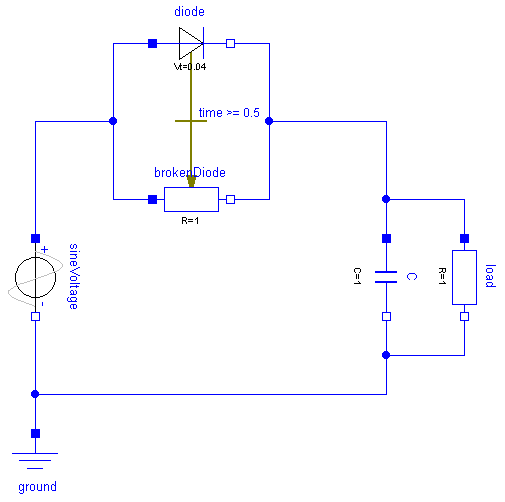 diode
Vt=0.04
time >= 0.5
brokenDiode
R=1
+
sineVoltage
-
C=1
C
R=1
load
ground